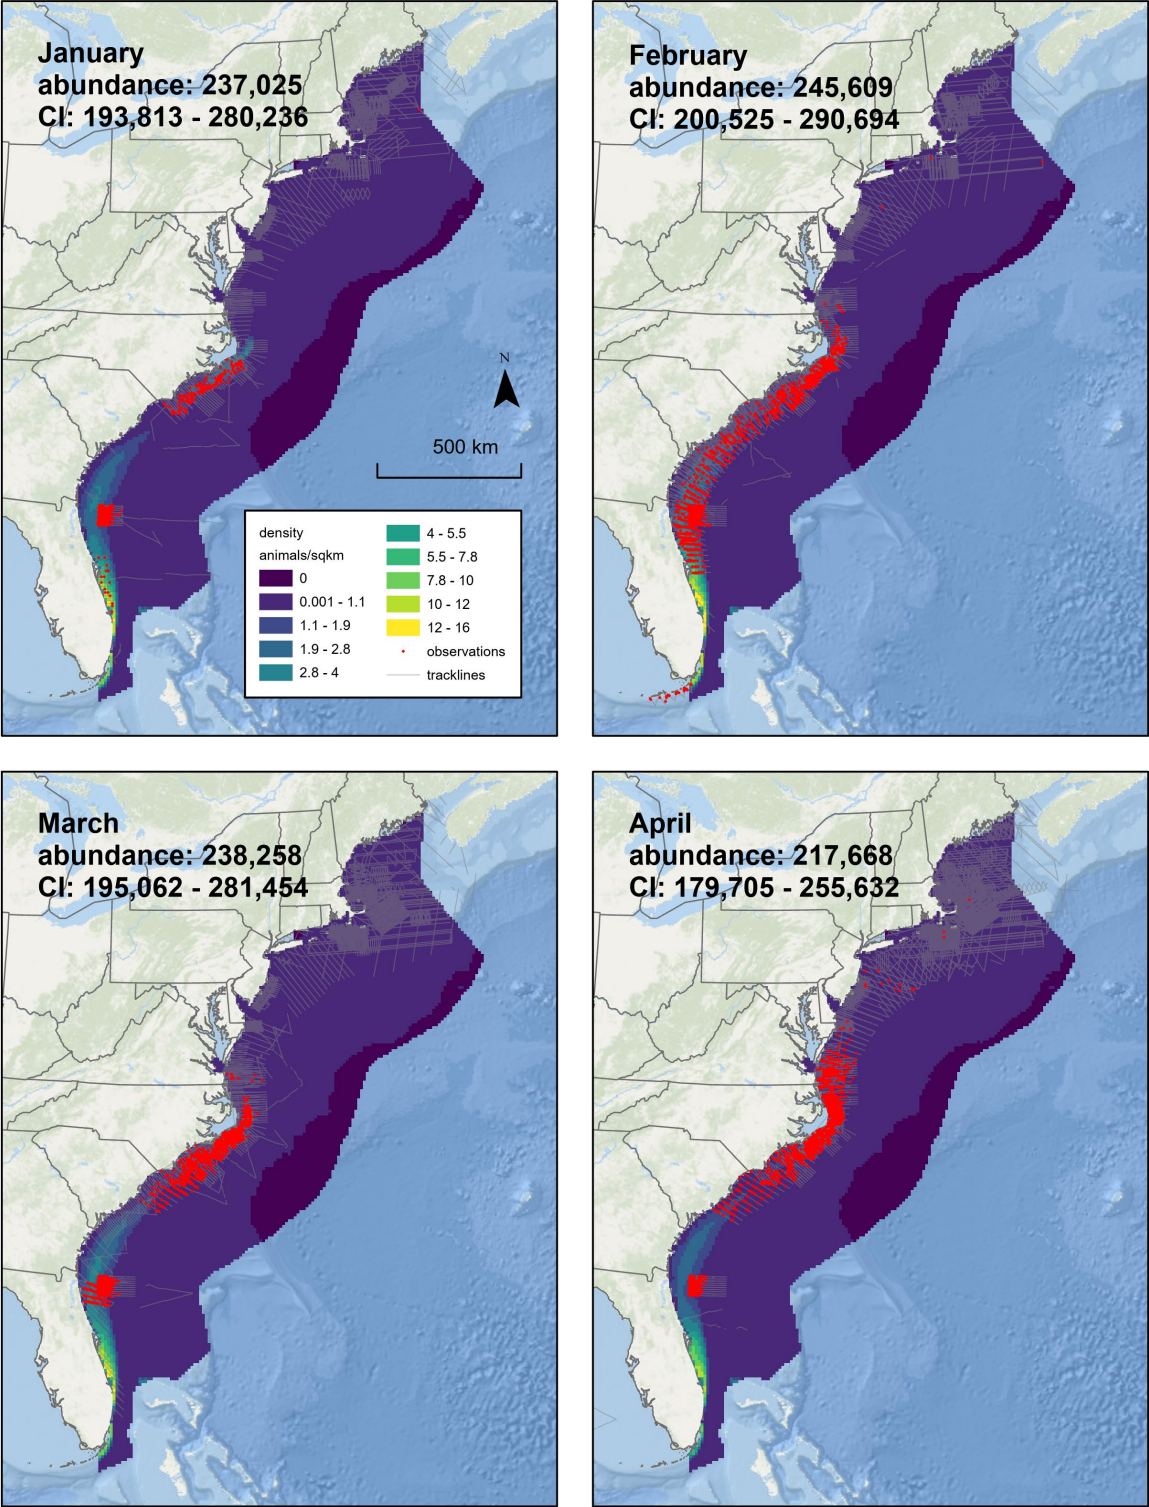 January
abundance: 237,025
CI: 193,813 - 280,236
N
500 km
density
animals/sqkm
0
0.001 - 1.1
1.1 - 1.9
1.9 - 2.8
2.8 - 4
4 - 5.5
5.5 - 7.8
7.8 - 10
10 - 12
12 - 16
observations
tracklines
February
abundance: 245,609
CI: 200,525 - 290,694
March
abundance: 238,258
CI: 195,062 - 281,454
April
abundance: 217,668
CI: 179,705 - 255,632